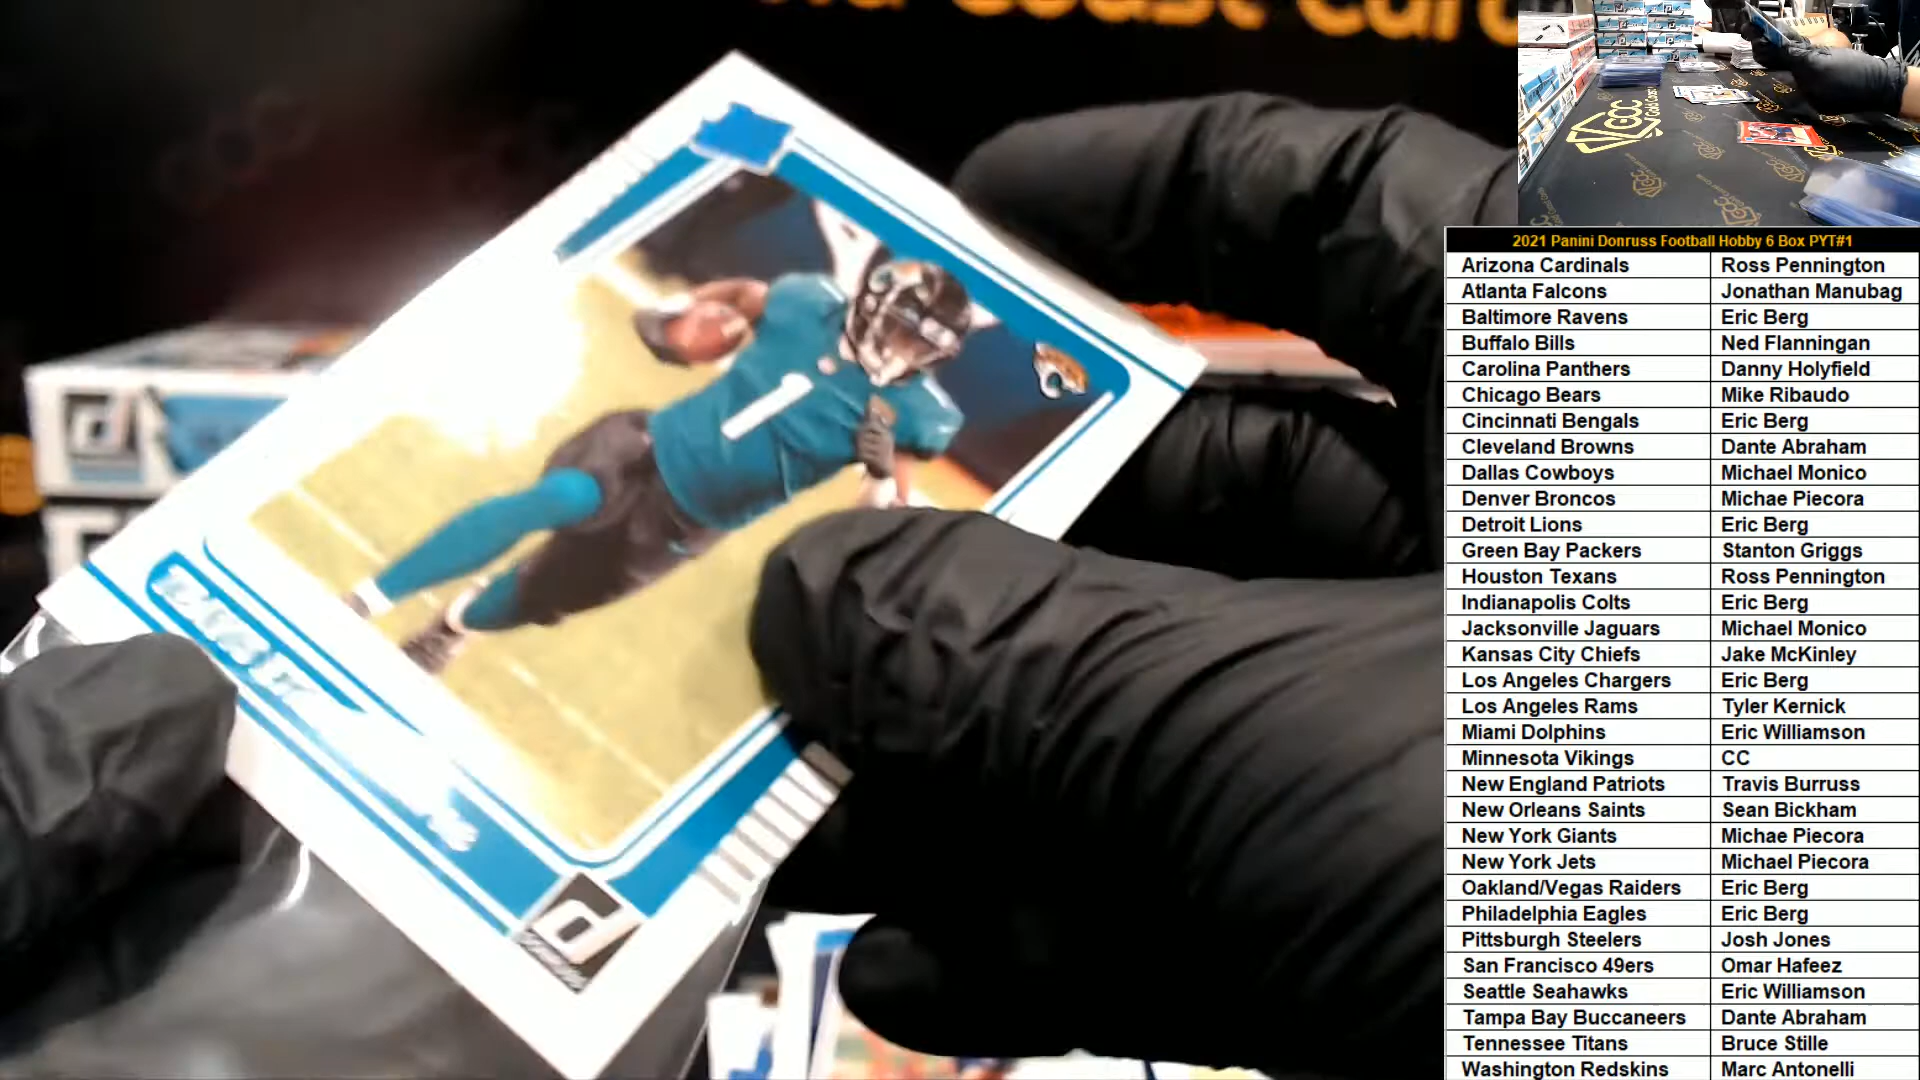 2021 Panini Donruss Football Hobby 6 Box PYT#1
Arizona Cardinals Ross Pennington
Atlanta Falcons Jonathan Manubag
Baltimore Ravens Eric Berg
Buffalo Bills Ned Flanningan
Carolina Panthers Danny Holyfield
Chicago Bears Mike Ribaudo
Cincinnati Bengals Eric Berg
Cleveland Browns Dante Abraham
Dallas Cowboys Michael Monico
Denver Broncos Michae Piecora
Detroit Lions Eric Berg
Green Bay Packers Stanton Griggs
Houston Texans Ross Pennington
Indianapolis Colts Eric Berg
Jacksonville Jaguars Michael Monico
Kansas City Chiefs Jake McKinley
Los Angeles Chargers Eric Berg
Los Angeles Rams Tyler Kernick
Miami Dolphins Eric Williamson
Minnesota Vikings CC
New England Patriots Travis Burruss
New Orleans Saints Sean Bickham
New York Giants Michae Piecora
New York Jets Michael Piecora
Oakland/Vegas Raiders Eric Berg
Philadelphia Eagles Eric Berg
Pittsburgh Steelers Josh Jones
San Francisco 49ers Omar Hafeez
Seattle Seahawks Eric Williamson
Tampa Bay Buccaneers Dante Abraham
Tennessee Titans Bruce Stille
Washington Redskins Marc Antonelli
Coast
1
GCC